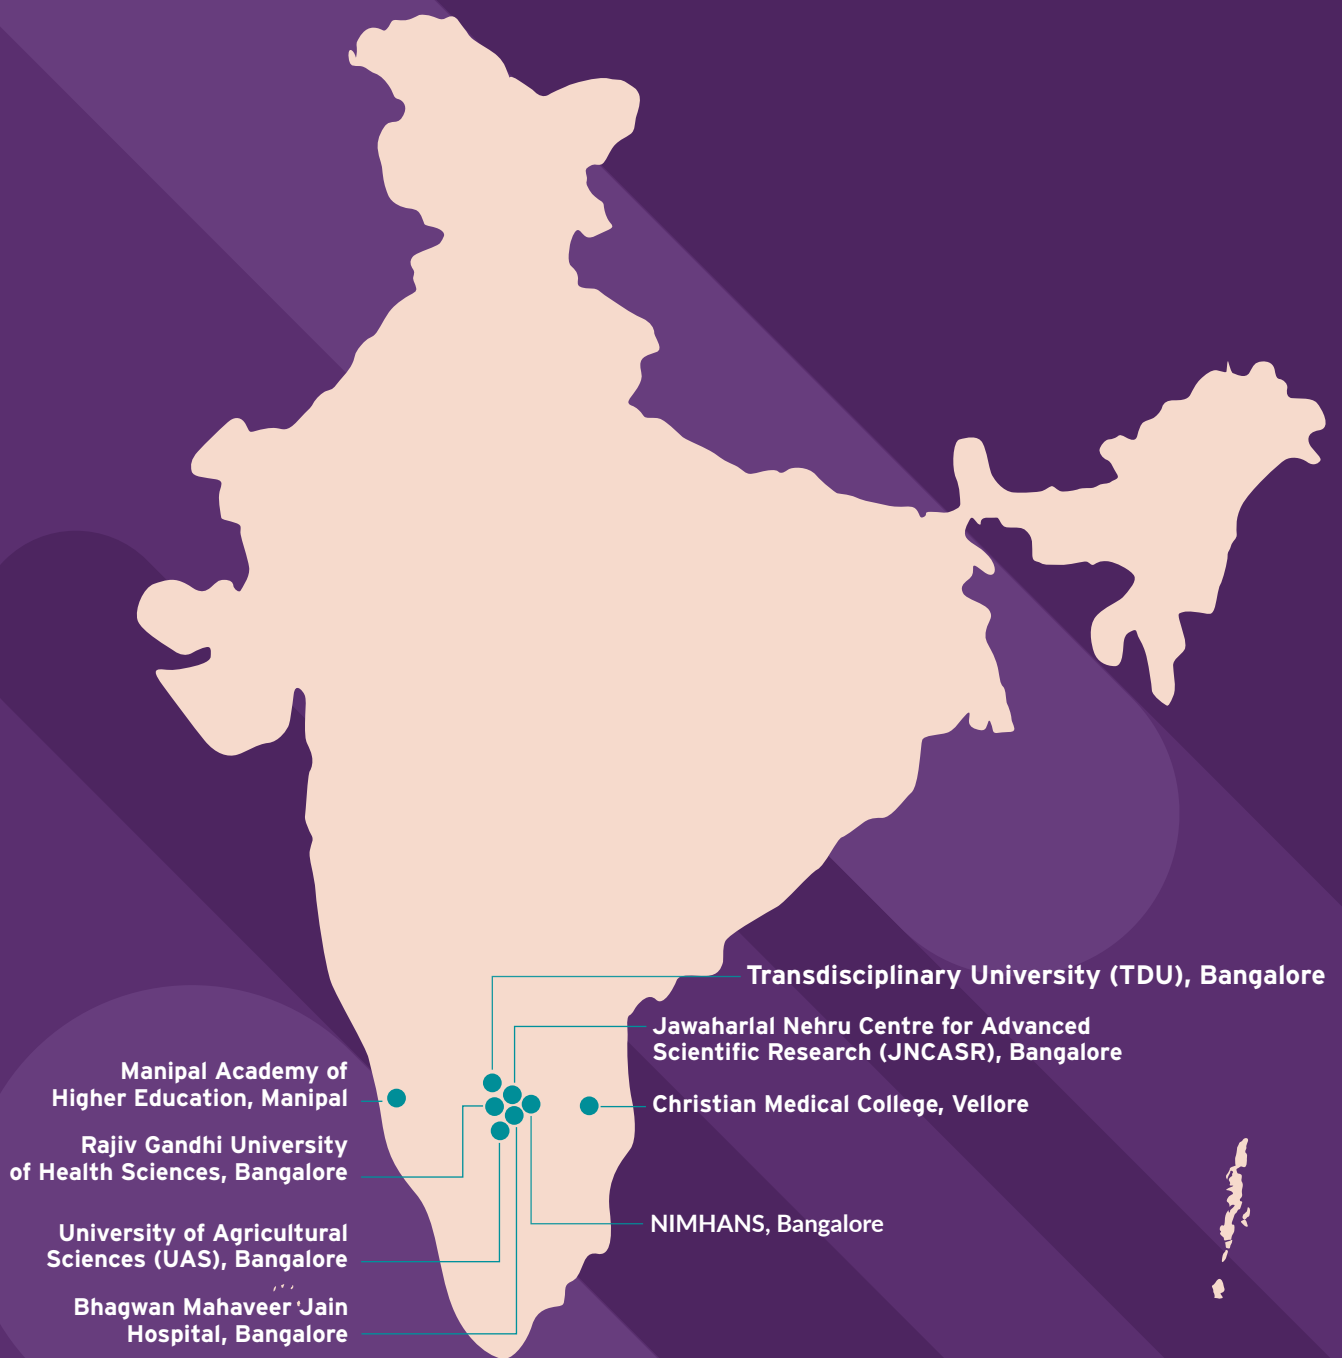 Transdisciplinary University (TDU), Bangalore
Jawaharlal Nehru Centre for Advanced
Scientific Research (JNCASR), Bangalore
Manipal Academy of
Higher Education, Manipal
Christian Medical College, Vellore
Rajiv Gandhi University
of Health Sciences, Bangalore
NIMHANS, Bangalore
University of Agricultural
Sciences (UAS), Bangalore
Bhagwan Mahaveer Jain
Hospital, Bangalore